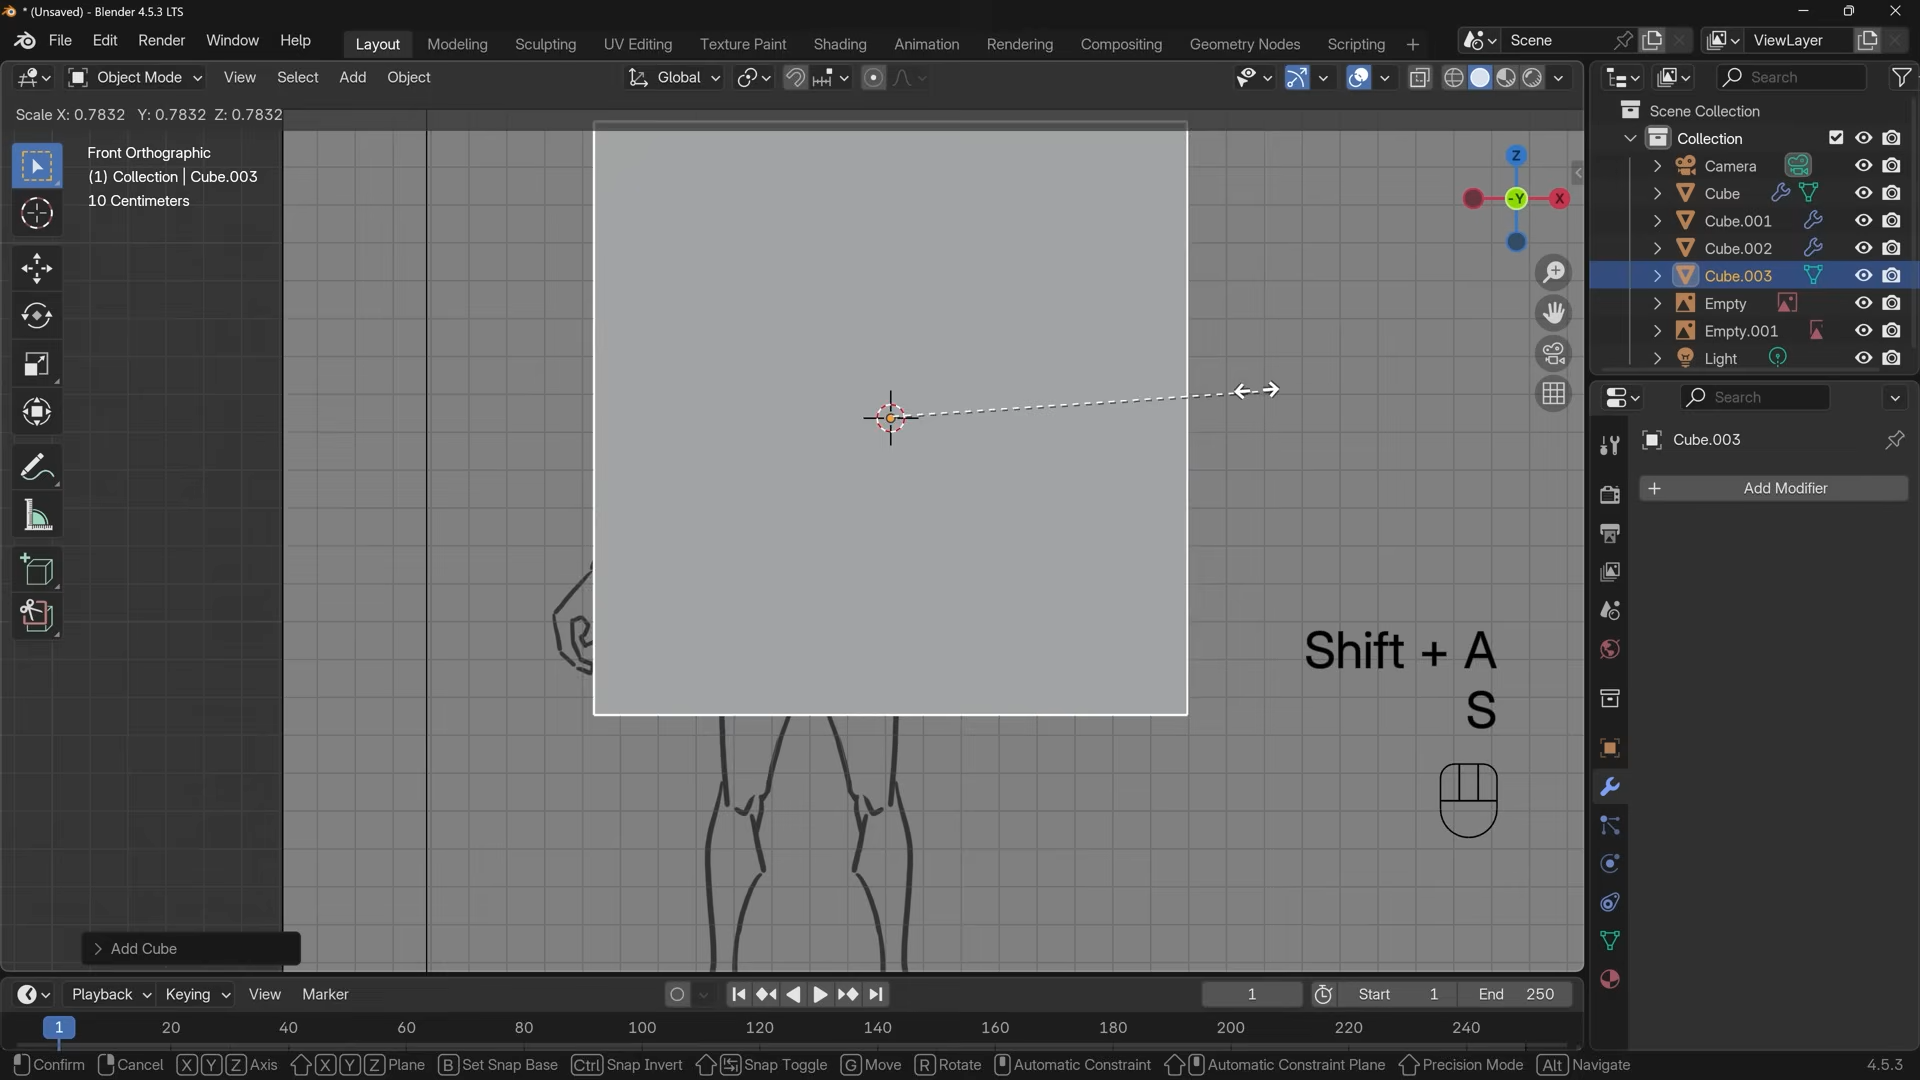 * (Unsaved) - Blender 4.5.3 LTS
File Edit Render Window Help
Layout Modeling Sculpting UV Editing Texture Paint Shading Animation Rendering Compositing Geometry Nodes Scripting +
Scene
ViewLayer
Object Mode View Select Add Object
Global
Search
Scale X: 0.7832 Y: 0.7832 Z: 0.7832
Front Orthographic
(1) Collection | Cube.003
10 Centimeters
Z
-Y
X
Scene Collection
Collection
Camera
Cube
Cube.001
Cube.002
Cube.003
Empty
Empty.001
Light
Search
Cube.003
+ Add Modifier
Shift + A
S
Add Cube
Playback Keying View Marker
1
Start 1
End 250
1 20 40 60 80 100 120 140 160 180 200 220 240
Confirm Cancel X Y Z Axis X Y Z Plane B Set Snap Base Ctrl Snap Invert Snap Toggle G Move R Rotate Automatic Constraint Automatic Constraint Plane Precision Mode Alt Navigate 4.5.3